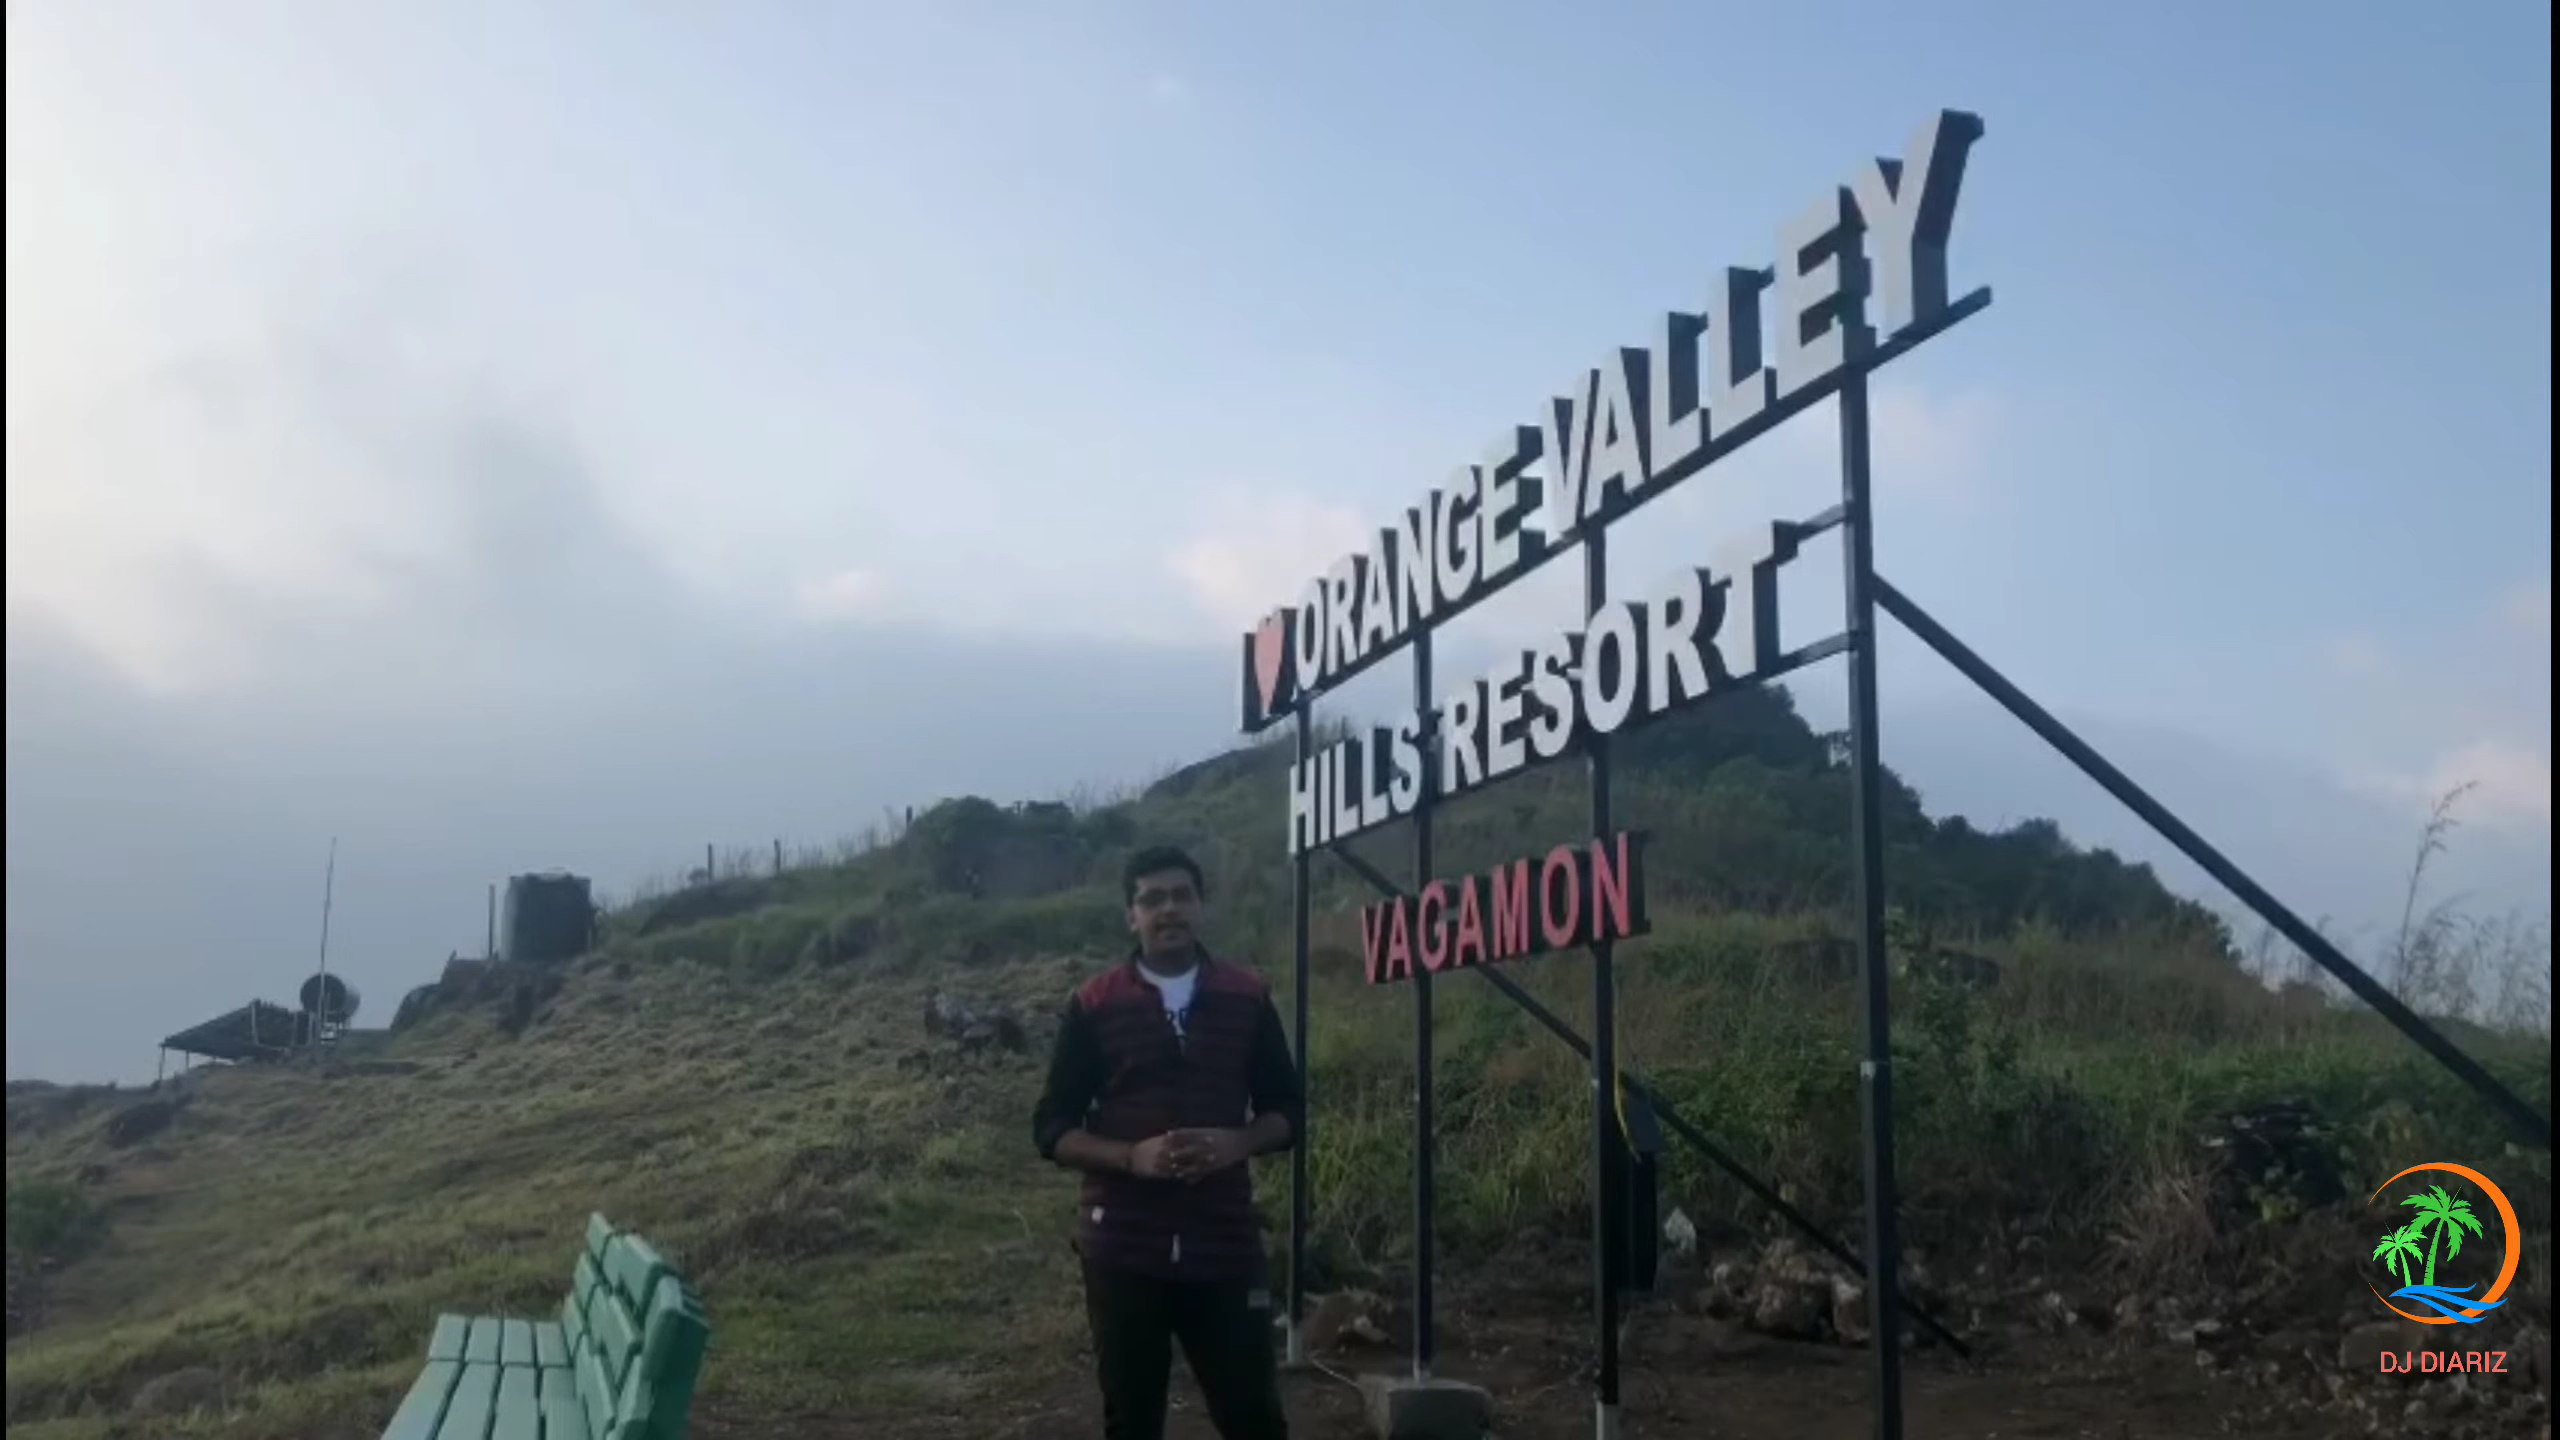 I ♥ ORANGE VALLEY
HILLS RESORT
VAGAMON
DJ DIARIZ